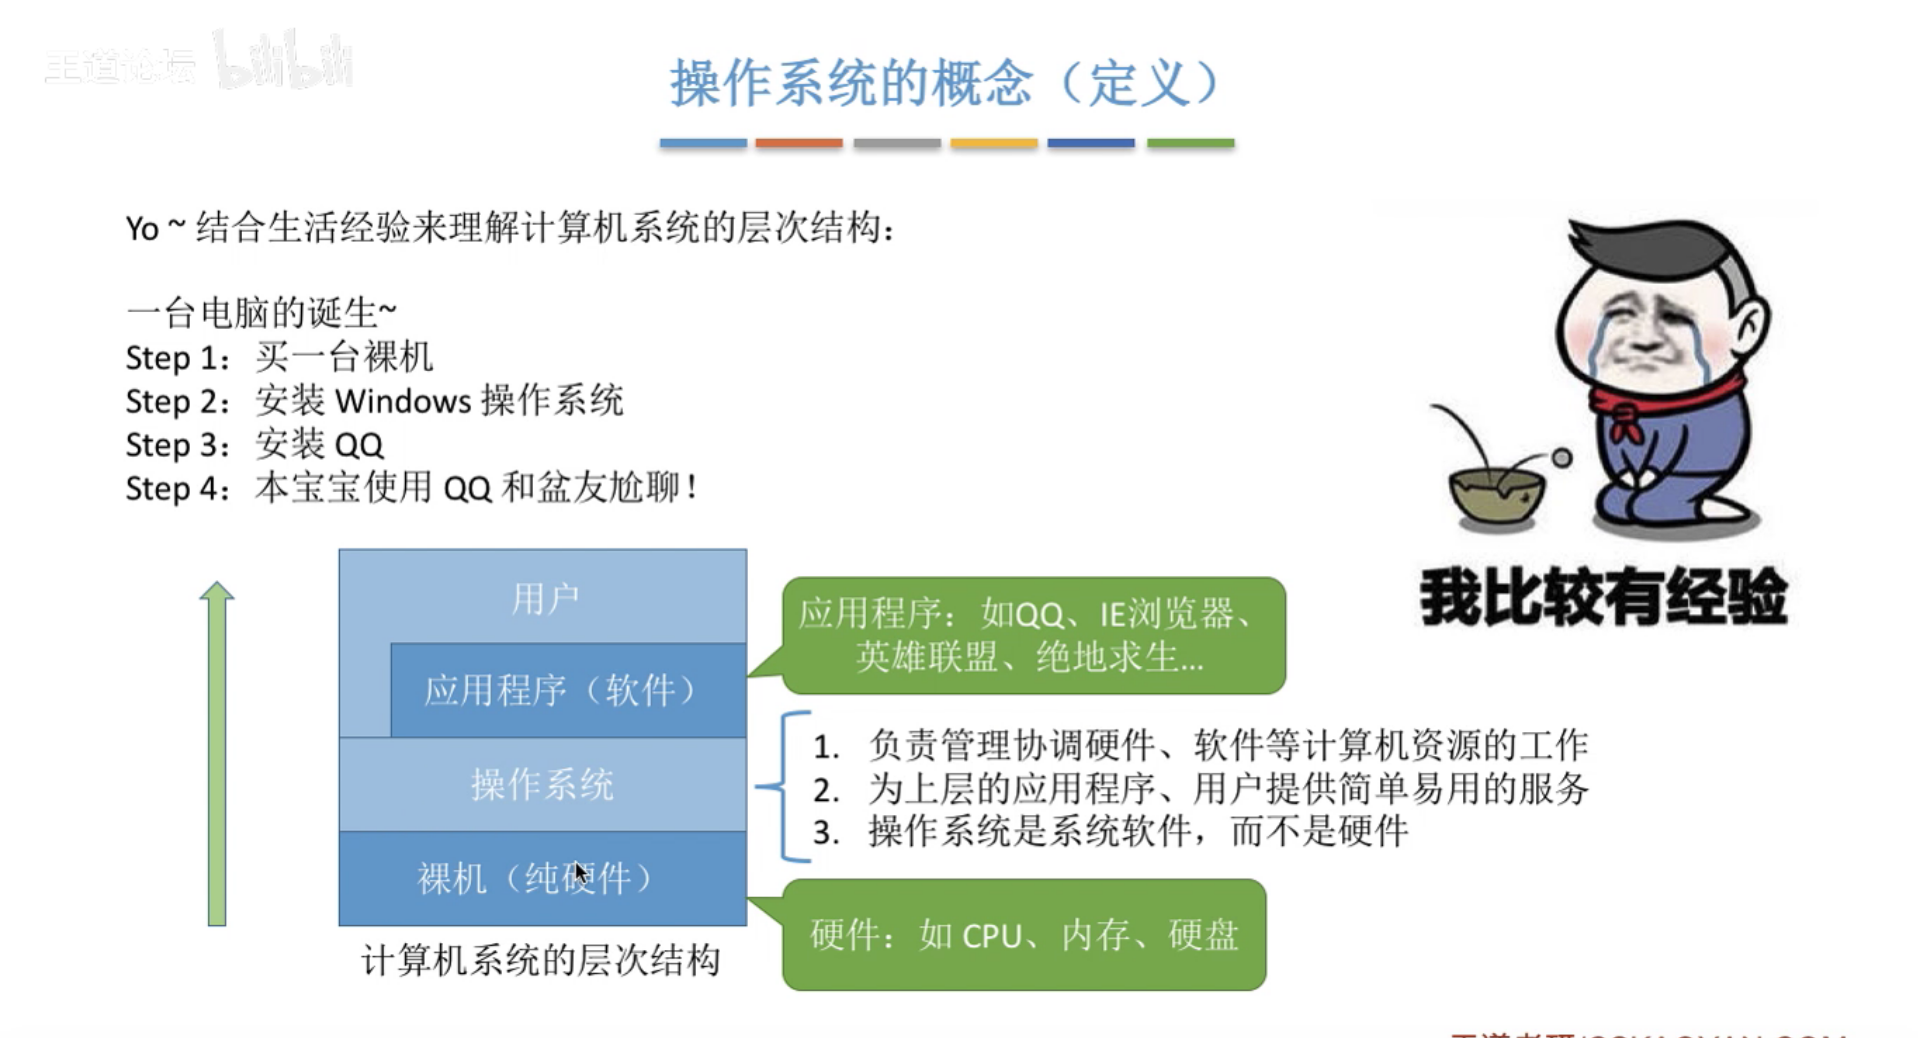 王道论坛 bilibili
操作系统的概念（定义）
Yo ~ 结合生活经验来理解计算机系统的层次结构：
一台电脑的诞生~
Step 1：买一台裸机
Step 2：安装 Windows 操作系统
Step 3：安装 QQ
Step 4：本宝宝使用 QQ 和盆友尬聊！
我比较有经验
用户
应用程序（软件）
操作系统
裸机（纯硬件）
计算机系统的层次结构
应用程序：如QQ、IE浏览器、
英雄联盟、绝地求生...
1. 负责管理协调硬件、软件等计算机资源的工作
2. 为上层的应用程序、用户提供简单易用的服务
3. 操作系统是系统软件，而不是硬件
硬件：如 CPU、内存、硬盘